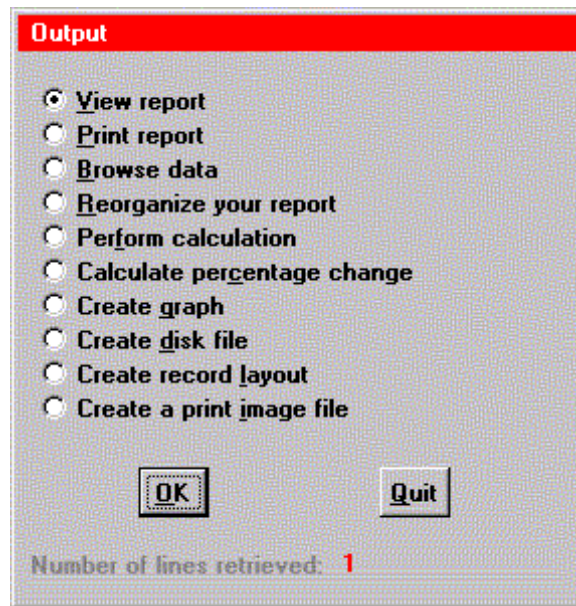 Output
View report
Print report
Browse data
Reorganize your report
Perform calculation
Calculate percentage change
Create graph
Create disk file
Create record layout
Create a print image file
OK
Quit
Number of lines retrieved: 1